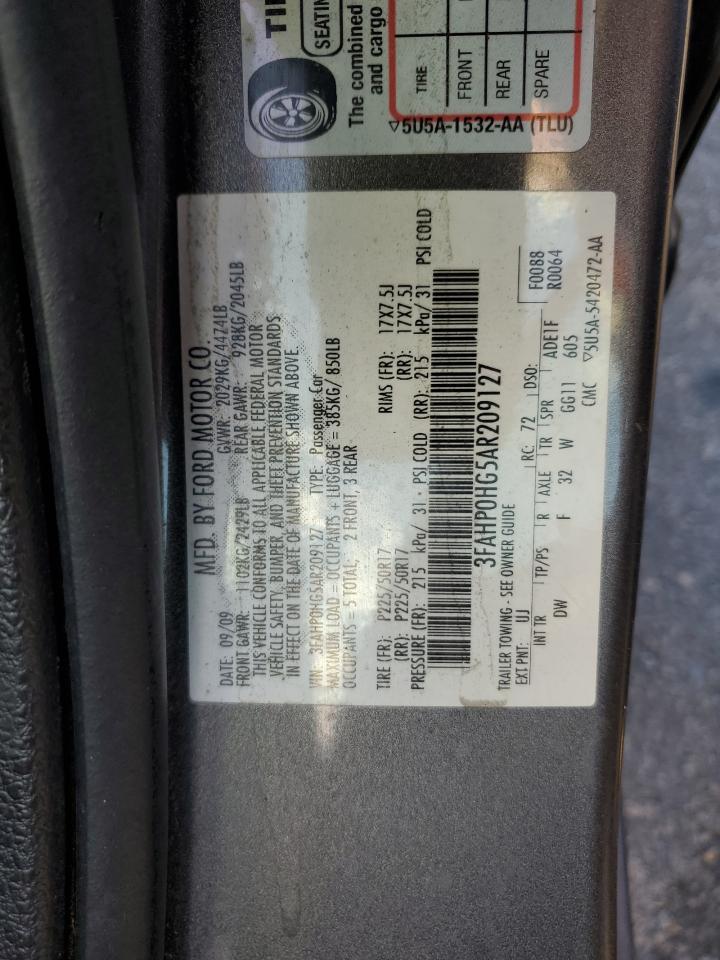 TI
SEATIN
The combined
and cargo
TIRE
FRONT
REAR
SPARE
▽5U5A-1532-AA (TLU)
MFD. BY FORD MOTOR CO.
DATE: 09/09 GVWR: 2029KG/4474LB
FRONT GAWR: 1102KG/2429LB REAR GAWR: 928KG/2045LB
THIS VEHICLE CONFORMS TO ALL APPLICABLE FEDERAL MOTOR
VEHICLE SAFETY, BUMPER, AND THEFT PREVENTION STANDARDS
IN EFFECT ON THE DATE OF MANUFACTURE SHOWN ABOVE.
VIN: 3FAHP0HG5AR209127 TYPE: Passenger Car
MAXIMUM LOAD = OCCUPANTS + LUGGAGE = 385KG/ 850LB
OCCUPANTS = 5 TOTAL: 2 FRONT, 3 REAR
TIRE (FR): P225/50R17 RIMS (FR): 17X7.5J
(RR): P225/50R17 (RR): 17X7.5J
PRESSURE (FR): 215 kPa/ 31 PSI COLD (RR): 215 kPa/ 31 PSI COLD
3FAHP0HG5AR209127
TRAILER TOWING - SEE OWNER GUIDE
F0088
R0064
EXT PNT: UJ RC: 72 DSO:
INT TR TP/PS R AXLE TR SPR ADE1F
DW F 32 W GG11 605
CMC ▽5U5A-5420472-AA